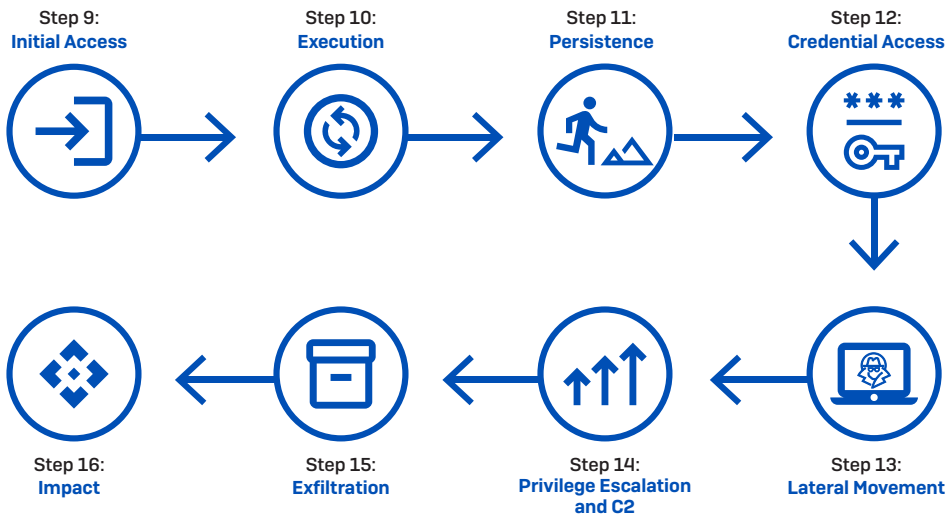 Step 9:
Initial Access
Step 10:
Execution
Step 11:
Persistence
Step 12:
Credential Access
***
Step 16:
Impact
Step 15:
Exfiltration
Step 14:
Privilege Escalation
and C2
Step 13:
Lateral Movement